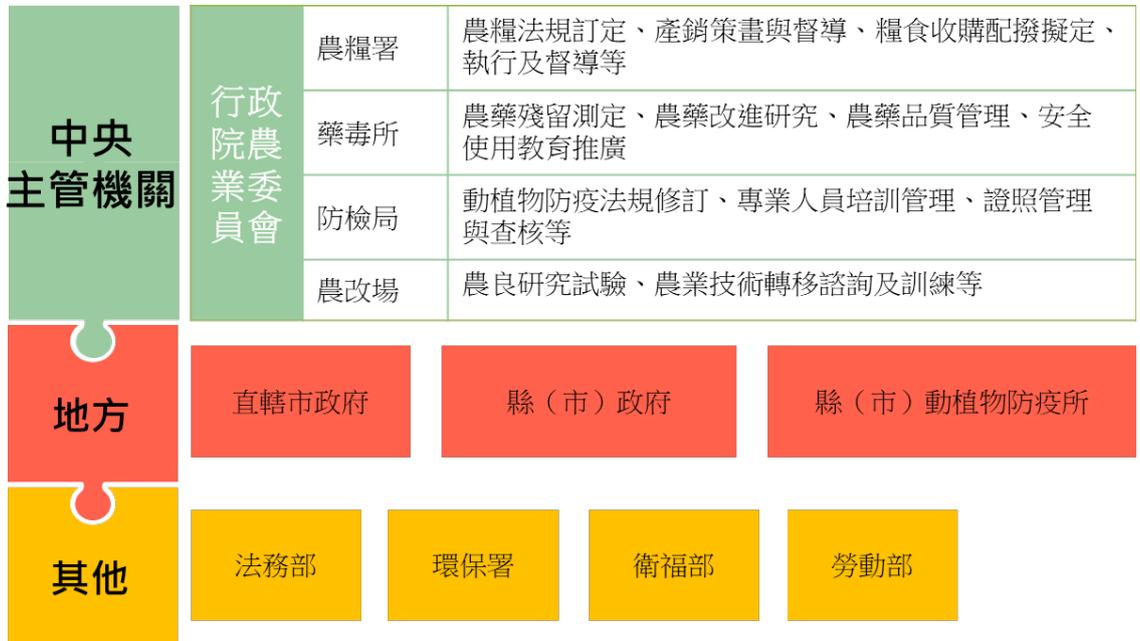 中央
主管機關
行政
院農
業委
員會
農糧署
農糧法規訂定、產銷策畫與督導、糧食收購配撥擬定、
執行及督導等
藥毒所
農藥殘留測定、農藥改進研究、農藥品質管理、安全
使用教育推廣
防檢局
動植物防疫法規修訂、專業人員培訓管理、證照管理
與查核等
農改場
農良研究試驗、農業技術轉移諮詢及訓練等
地方
直轄市政府
縣（市）政府
縣（市）動植物防疫所
其他
法務部
環保署
衛福部
勞動部